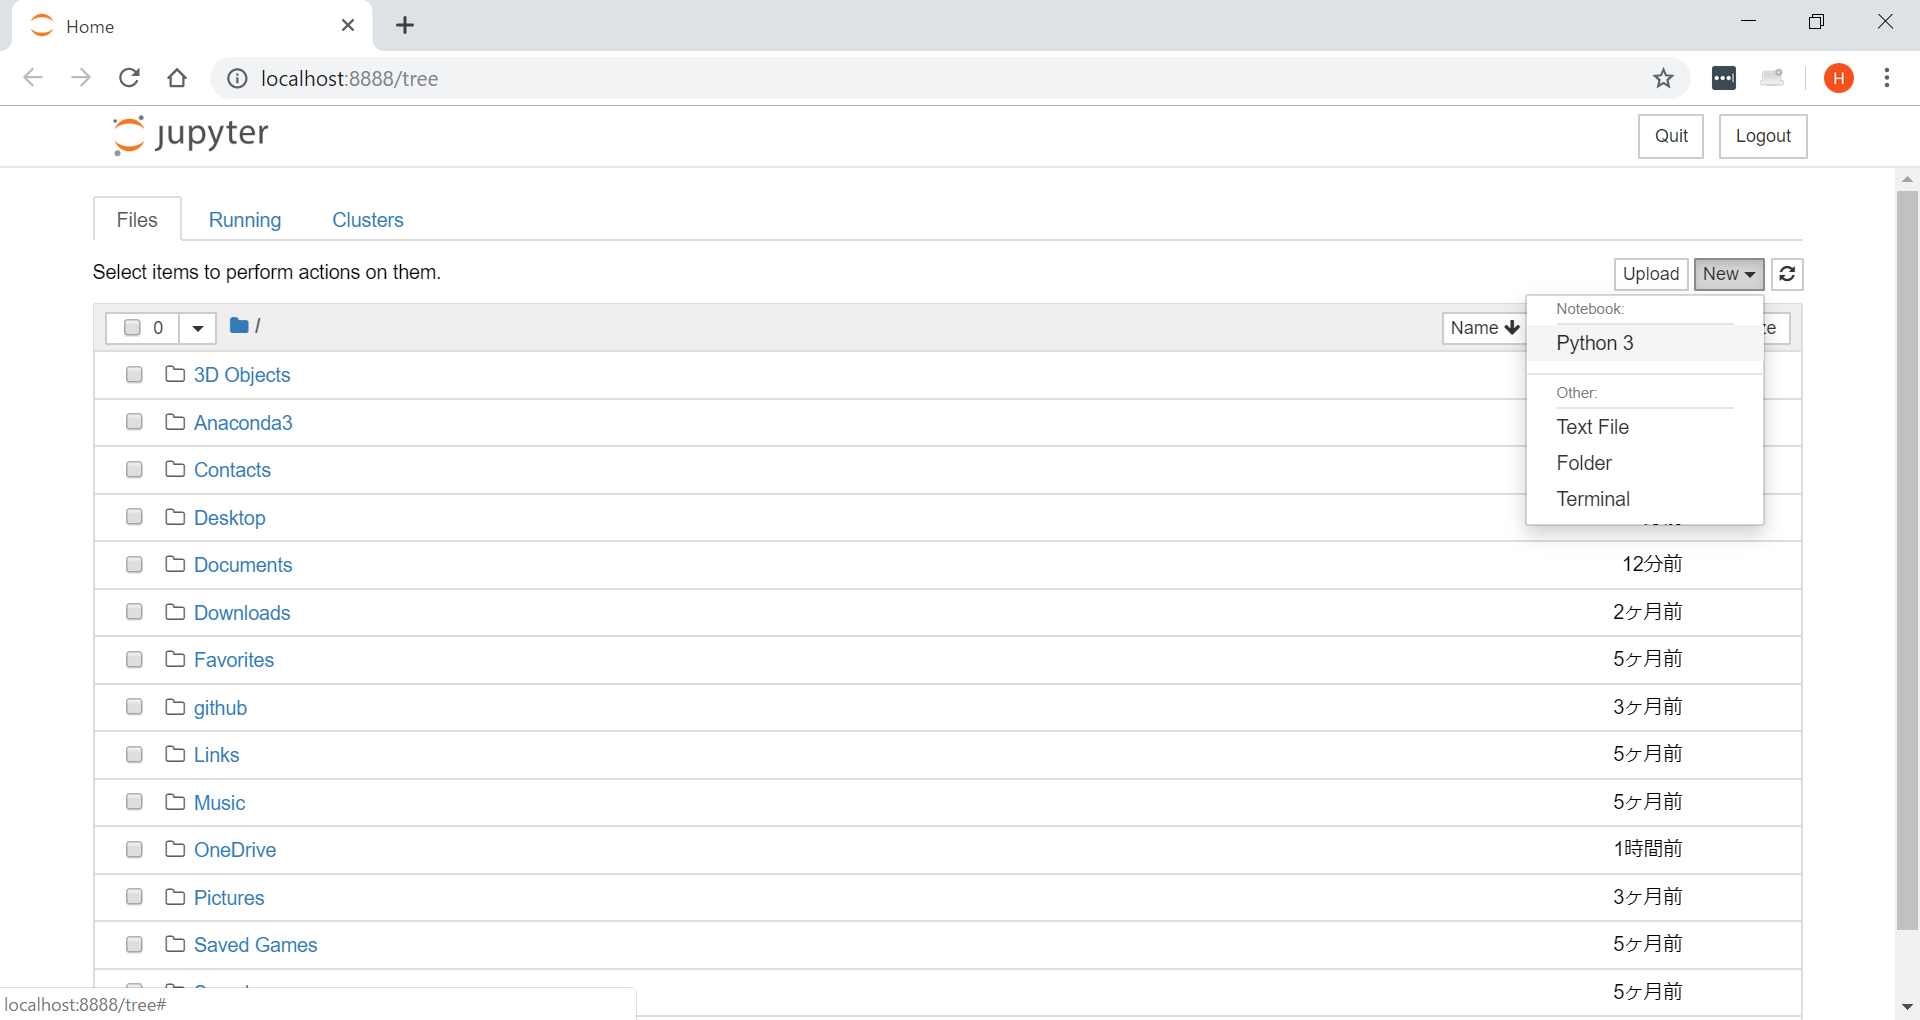 Home
localhost:8888/tree
H
jupyter
Quit
Logout
Files
Running
Clusters
Select items to perform actions on them.
Upload
New
0
/
Name
ze
Notebook:
Python 3
Other:
Text File
Folder
Terminal
3D Objects
Anaconda3
Contacts
Desktop
Documents
12分前
Downloads
2ヶ月前
Favorites
5ヶ月前
github
3ヶ月前
Links
5ヶ月前
Music
5ヶ月前
OneDrive
1時間前
Pictures
3ヶ月前
Saved Games
5ヶ月前
5ヶ月前
localhost:8888/tree#